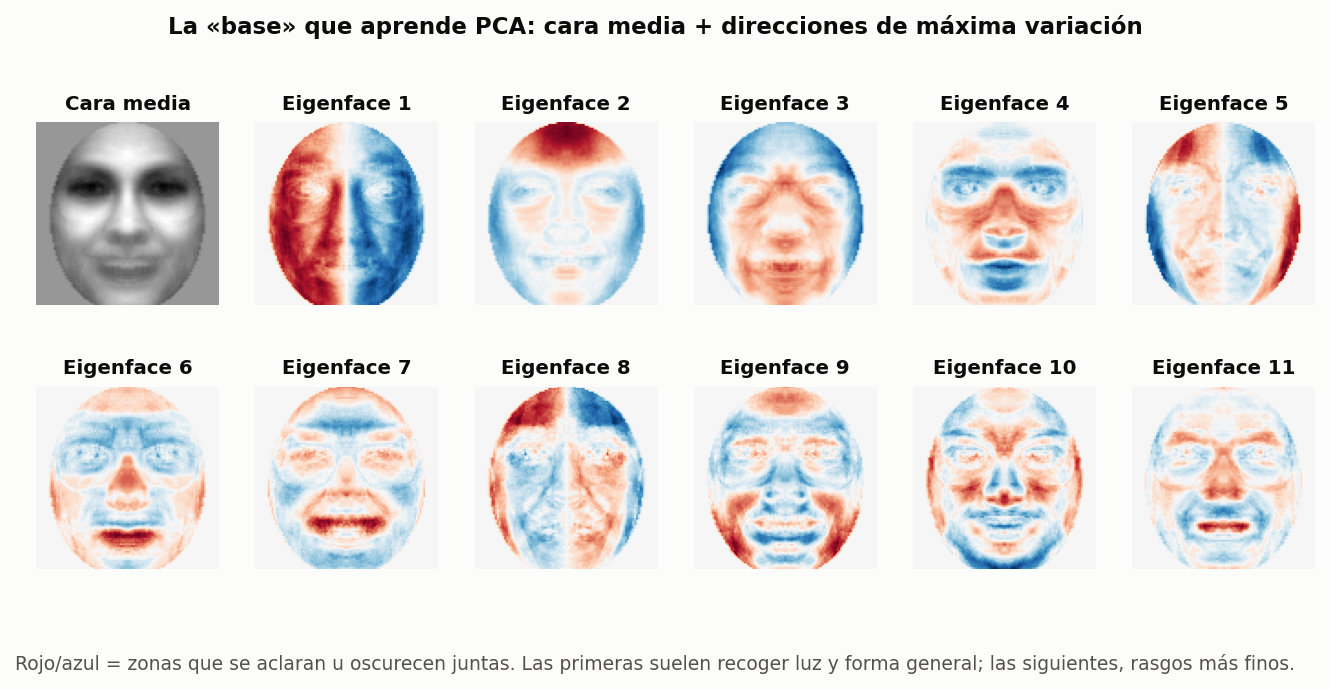 La «base» que aprende PCA: cara media + direcciones de máxima variación
Cara media
Eigenface 1
Eigenface 2
Eigenface 3
Eigenface 4
Eigenface 5
Eigenface 6
Eigenface 7
Eigenface 8
Eigenface 9
Eigenface 10
Eigenface 11
Rojo/azul = zonas que se aclaran u oscurecen juntas. Las primeras suelen recoger luz y forma general; las siguientes, rasgos más finos.